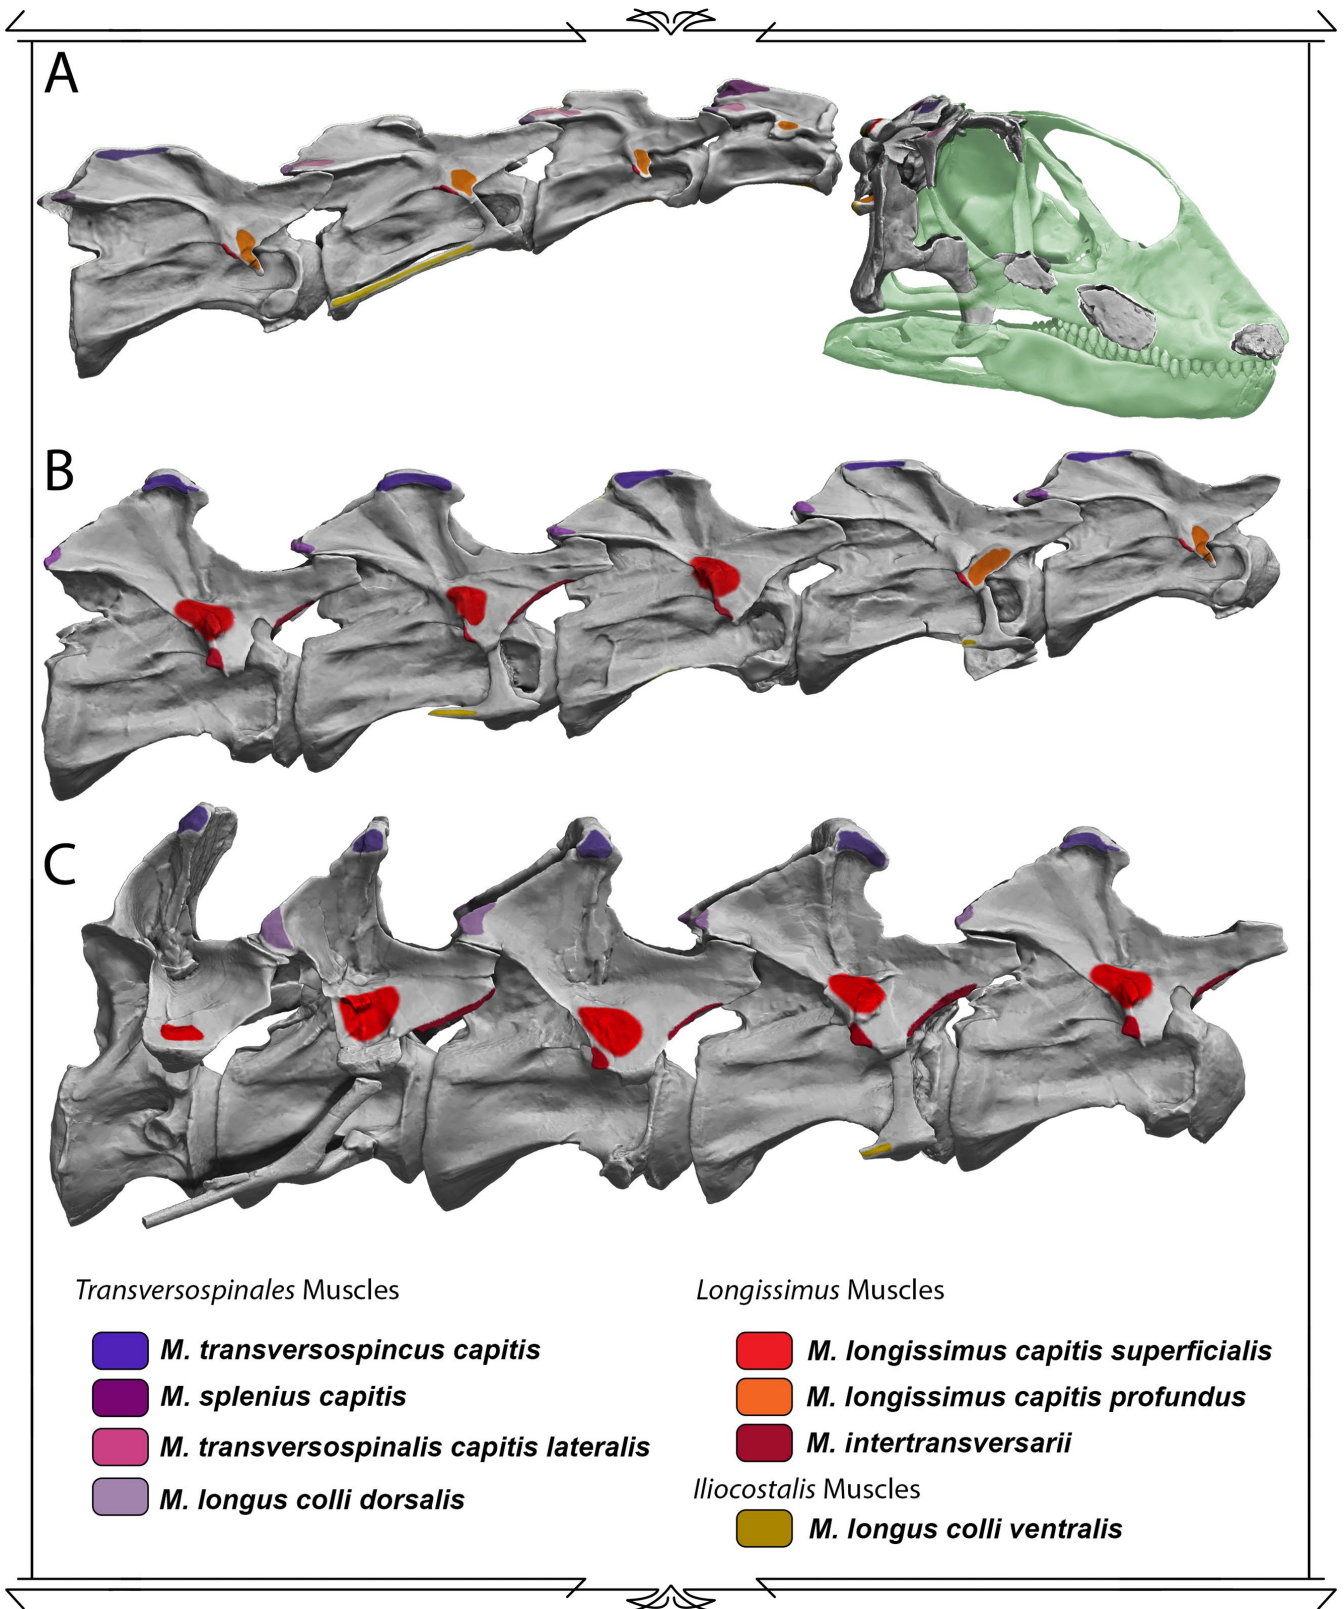 A
B
C
Transversospinales Muscles
M. transversospincus capitis
M. splenius capitis
M. transversospinalis capitis lateralis
M. longus colli dorsalis
Longissimus Muscles
M. longissimus capitis superficialis
M. longissimus capitis profundus
M. intertransversarii
Iliocostalis Muscles
M. longus colli ventralis